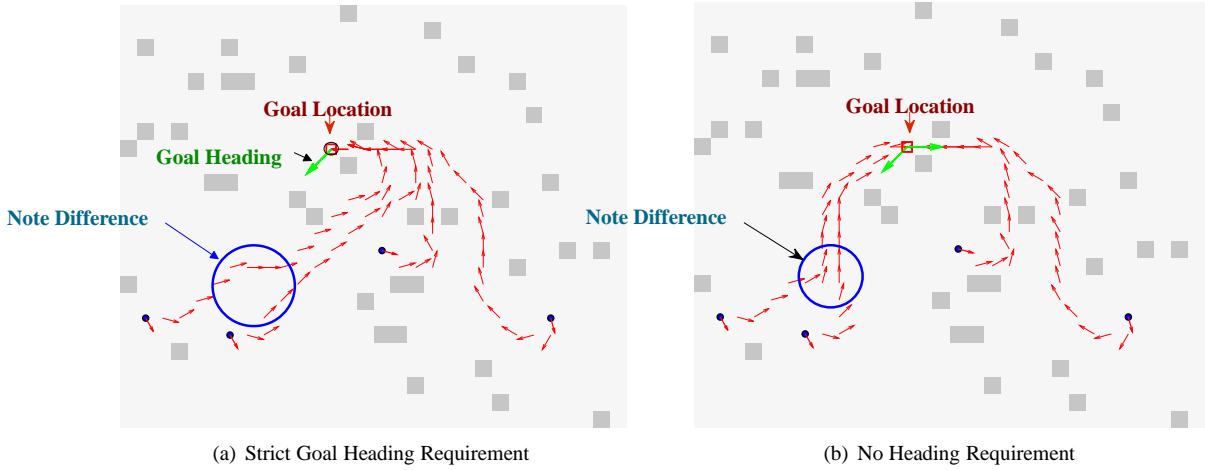 Goal Location
Goal Heading
Note Difference
(a) Strict Goal Heading Requirement
Goal Location
Note Difference
(b) No Heading Requirement